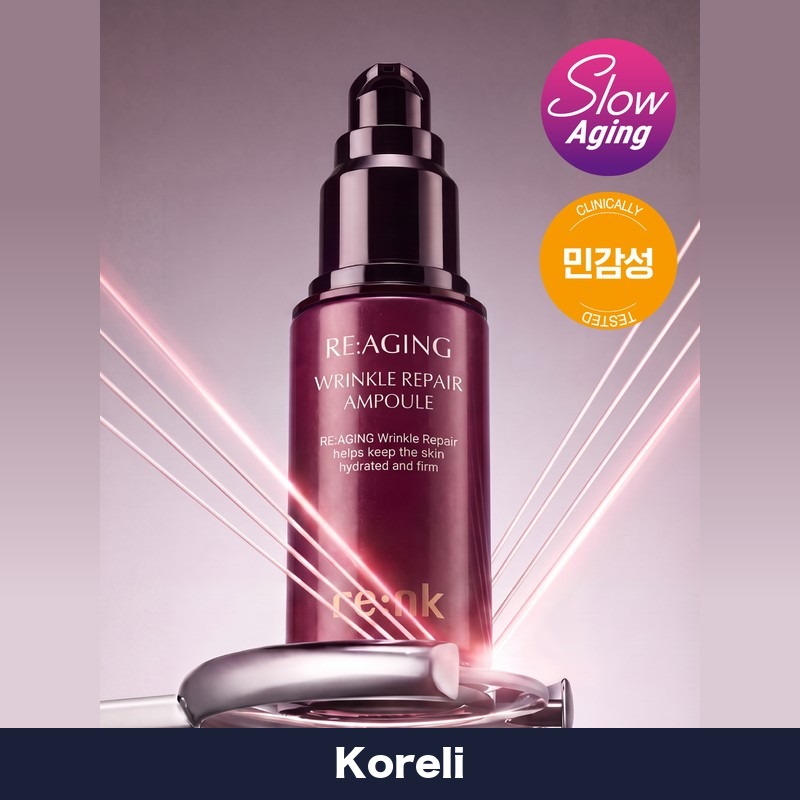 Slow
Aging
CLINICALLY
민감성
TESTED
RE:AGING
WRINKLE REPAIR
AMPOULE
RE:AGING Wrinkle Repair
helps keep the skin
hydrated and firm
re:nk
Koreli